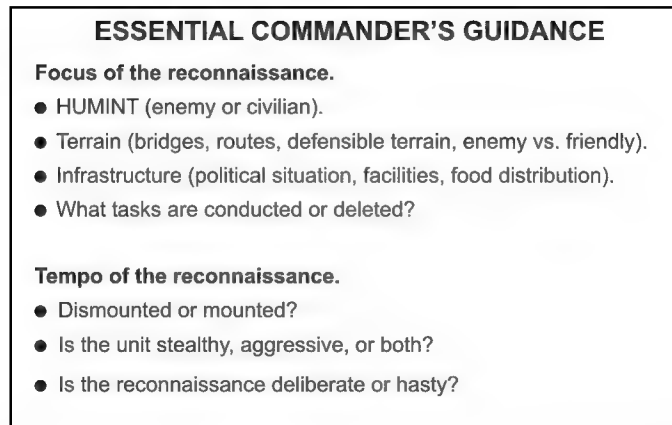 ESSENTIAL COMMANDER’S GUIDANCE
Focus of the reconnaissance.
● HUMINT (enemy or civilian).
● Terrain (bridges, routes, defensible terrain, enemy vs. friendly).
● Infrastructure (political situation, facilities, food distribution).
● What tasks are conducted or deleted?
Tempo of the reconnaissance.
● Dismounted or mounted?
● Is the unit stealthy, aggressive, or both?
● Is the reconnaissance deliberate or hasty?